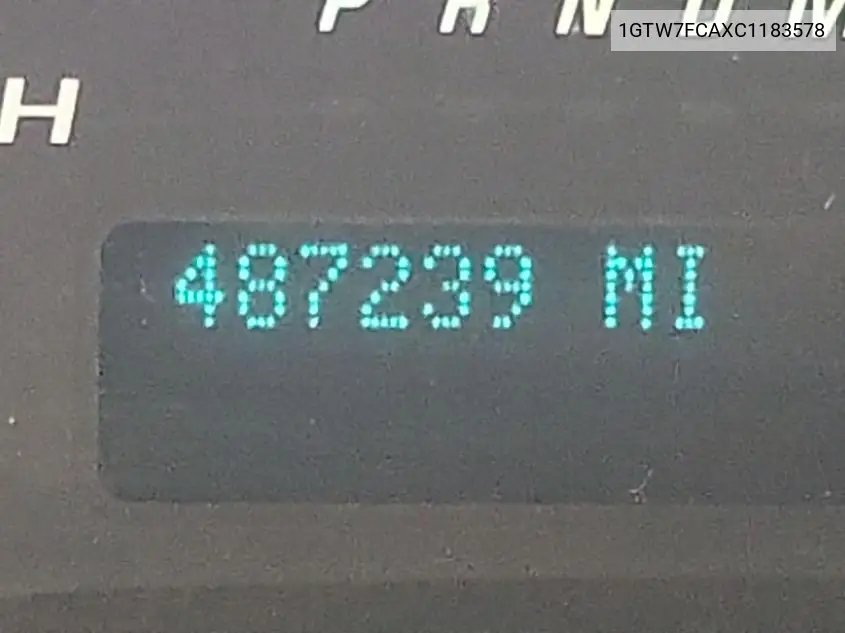 P R N D M
1GTW7FCAXC1183578
H
487239 MI